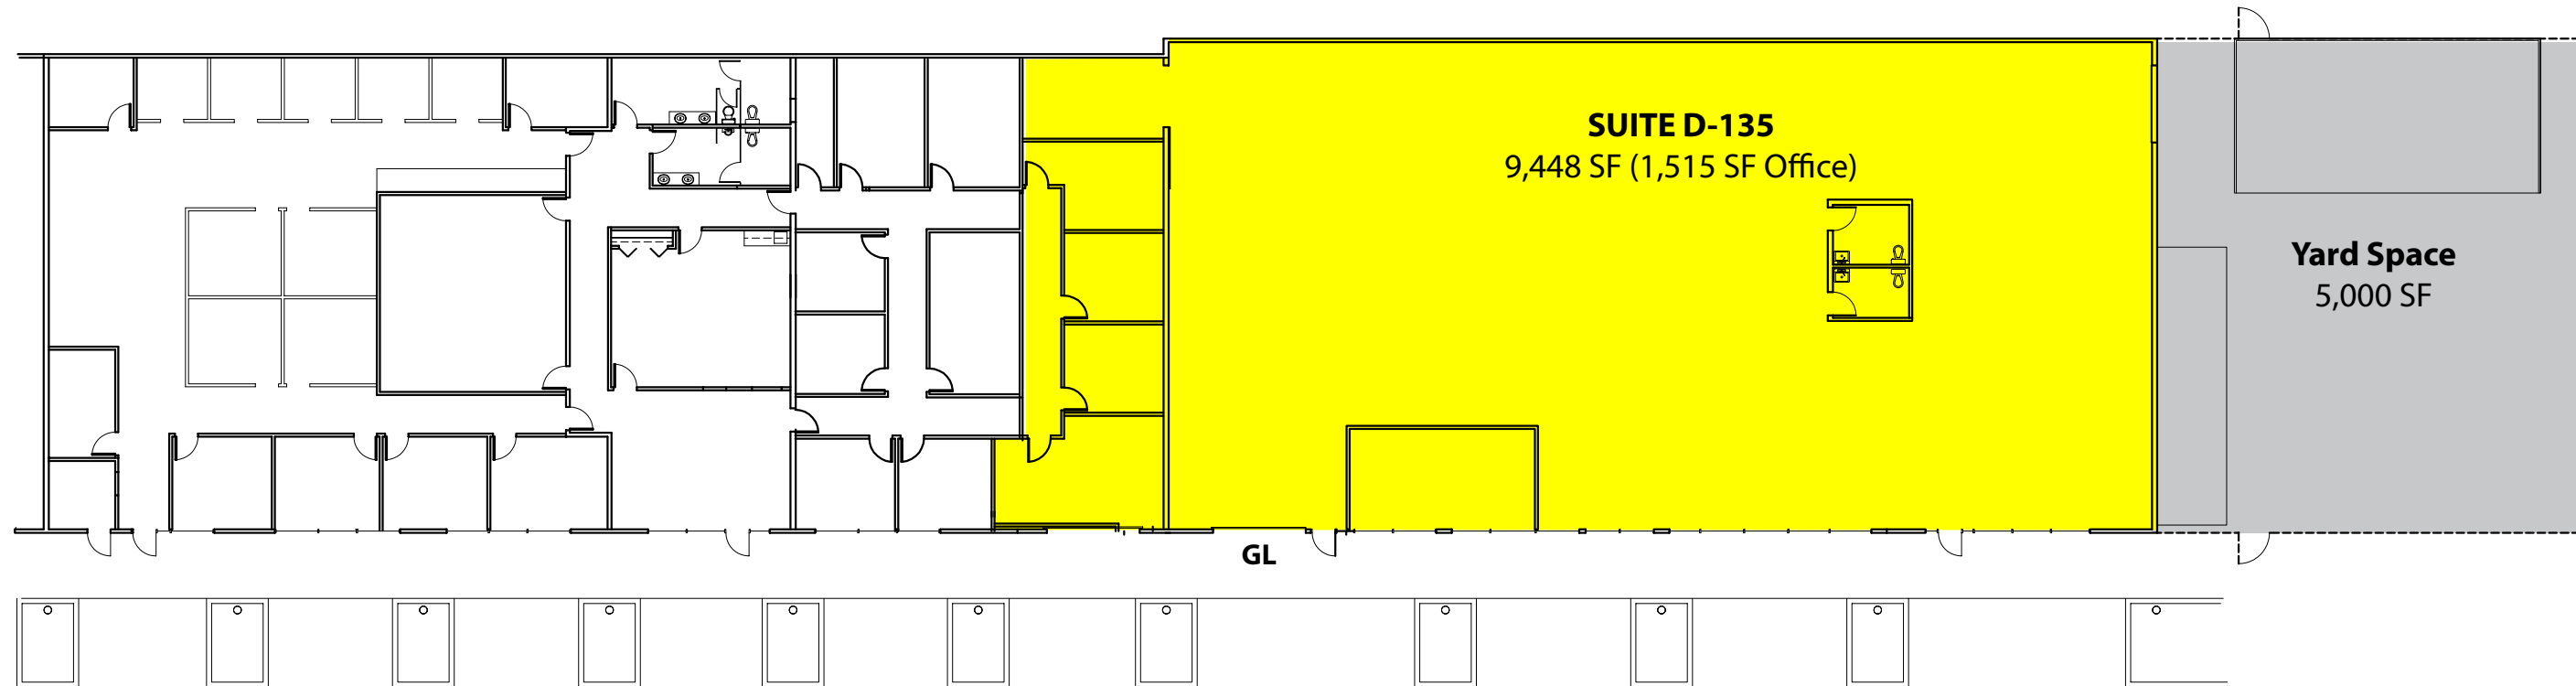 SUITE D-135
9,448 SF (1,515 SF Office)
Yard Space
5,000 SF
GL